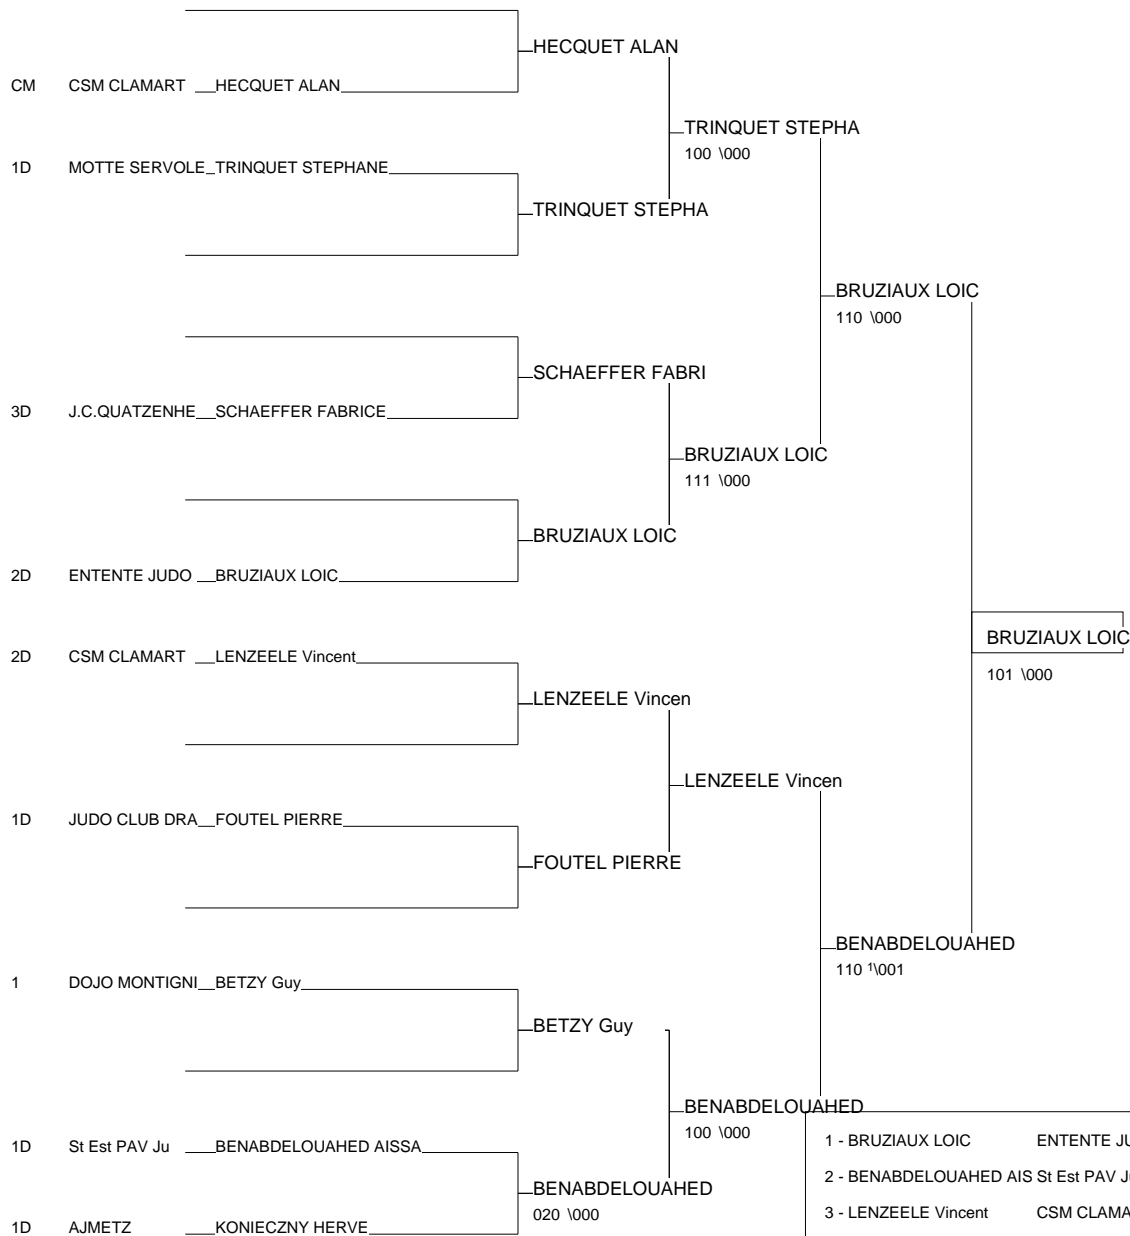 HECQUET ALAN
CM CSM CLAMART HECQUET ALAN
TRINQUET STEPHA
100 \000
1D MOTTE SERVOLE TRINQUET STEPHANE
TRINQUET STEPHA
BRUZIAUX LOIC
110 \000
SCHAEFFER FABRI
3D J.C.QUATZENHE SCHAEFFER FABRICE
BRUZIAUX LOIC
111 \000
BRUZIAUX LOIC
2D ENTENTE JUDO BRUZIAUX LOIC
BRUZIAUX LOIC
101 \000
2D CSM CLAMART LENZEELE Vincent
LENZEELE Vincen
LENZEELE Vincen
1D JUDO CLUB DRA FOUTEL PIERRE
FOUTEL PIERRE
BENABDELOUAHED
110 1\001
1 DOJO MONTIGNI BETZY Guy
BETZY Guy
BENABDELOUAHED
100 \000
1D St Est PAV Ju BENABDELOUAHED AISSA
BENABDELOUAHED
020 \000
1D AJMETZ KONIECZNY HERVE
1 - BRUZIAUX LOIC ENTENTE JU
2 - BENABDELOUAHED AIS St Est PAV J
3 - LENZEELE Vincent CSM CLAMA